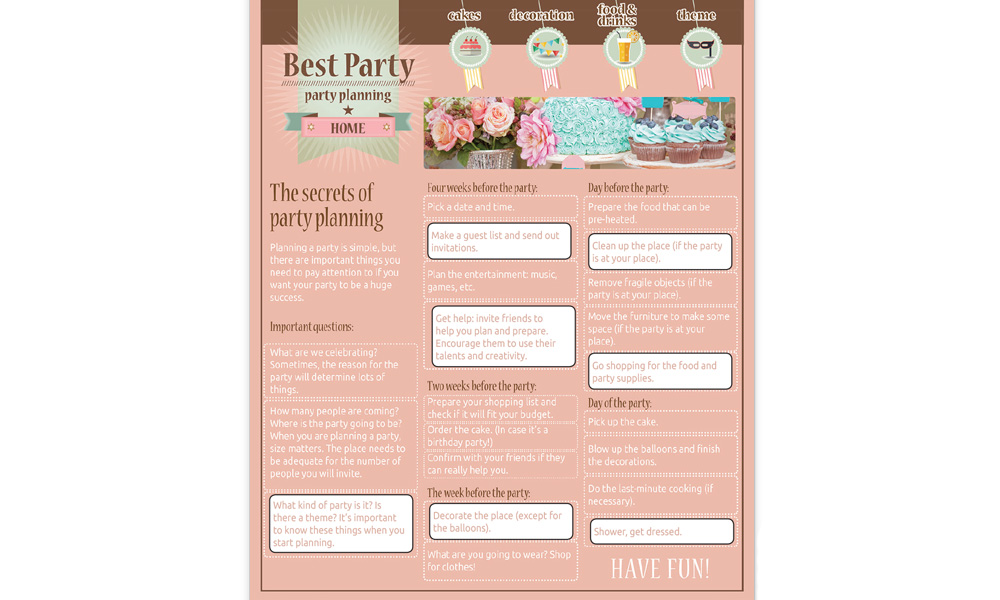 cakes
decoration
food &
drinks
theme
Best Party
party planning
HOME
The secrets of
party planning
Planning a party is simple, but
there are important things you
need to pay attention to if you
want your party to be a huge
success.
Important questions:
What are we celebrating?
Sometimes, the reason for the
party will determine lots of
things.
How many people are coming?
Where is the party going to be?
When you are planning a party,
size matters. The place needs to
be adequate for the number of
people you will invite.
What kind of party is it? Is
there a theme? It's important
to know these things when you
start planning.
Four weeks before the party:
Pick a date and time.
Make a guest list and send out
invitations.
Plan the entertainment: music,
games, etc.
Get help: invite friends to
help you plan and prepare.
Encourage them to use their
talents and creativity.
Two weeks before the party:
Prepare your shopping list and
check if it will fit your budget.
Order the cake. (In case it's a
birthday party!)
Confirm with your friends if they
can really help you.
The week before the party:
Decorate the place (except for
the balloons).
What are you going to wear? Shop
for clothes!
Day before the party:
Prepare the food that can be
pre-heated.
Clean up the place (if the party
is at your place).
Remove fragile objects (if the
party is at your place).
Move the furniture to make some
space (if the party is at your
place).
Go shopping for the food and
party supplies.
Day of the party:
Pick up the cake.
Blow up the balloons and finish
the decorations.
Do the last-minute cooking (if
necessary).
Shower, get dressed.
HAVE FUN!